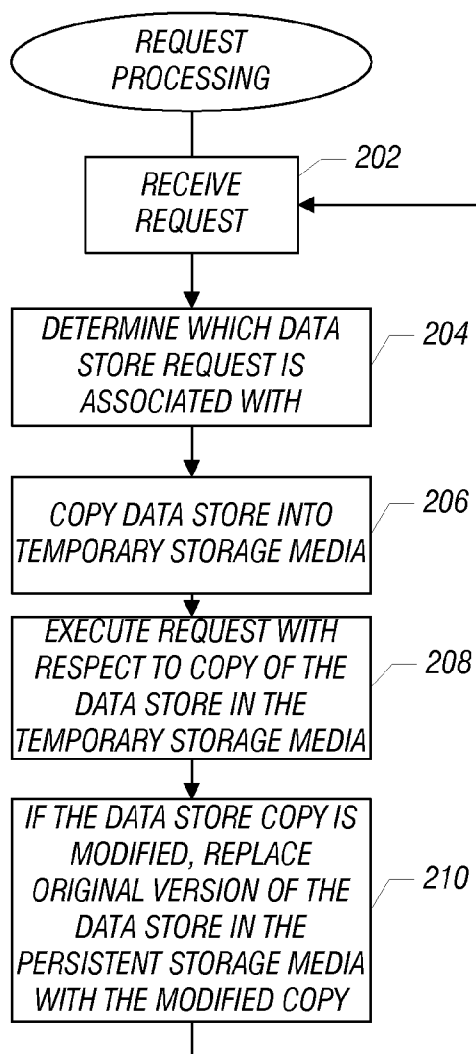 REQUEST
PROCESSING
RECEIVE
REQUEST
202
DETERMINE WHICH DATA
STORE REQUEST IS
ASSOCIATED WITH
204
COPY DATA STORE INTO
TEMPORARY STORAGE MEDIA
206
EXECUTE REQUEST WITH
RESPECT TO COPY OF THE
DATA STORE IN THE
TEMPORARY STORAGE MEDIA
208
IF THE DATA STORE COPY IS
MODIFIED, REPLACE
ORIGINAL VERSION OF THE
DATA STORE IN THE
PERSISTENT STORAGE MEDIA
WITH THE MODIFIED COPY
210